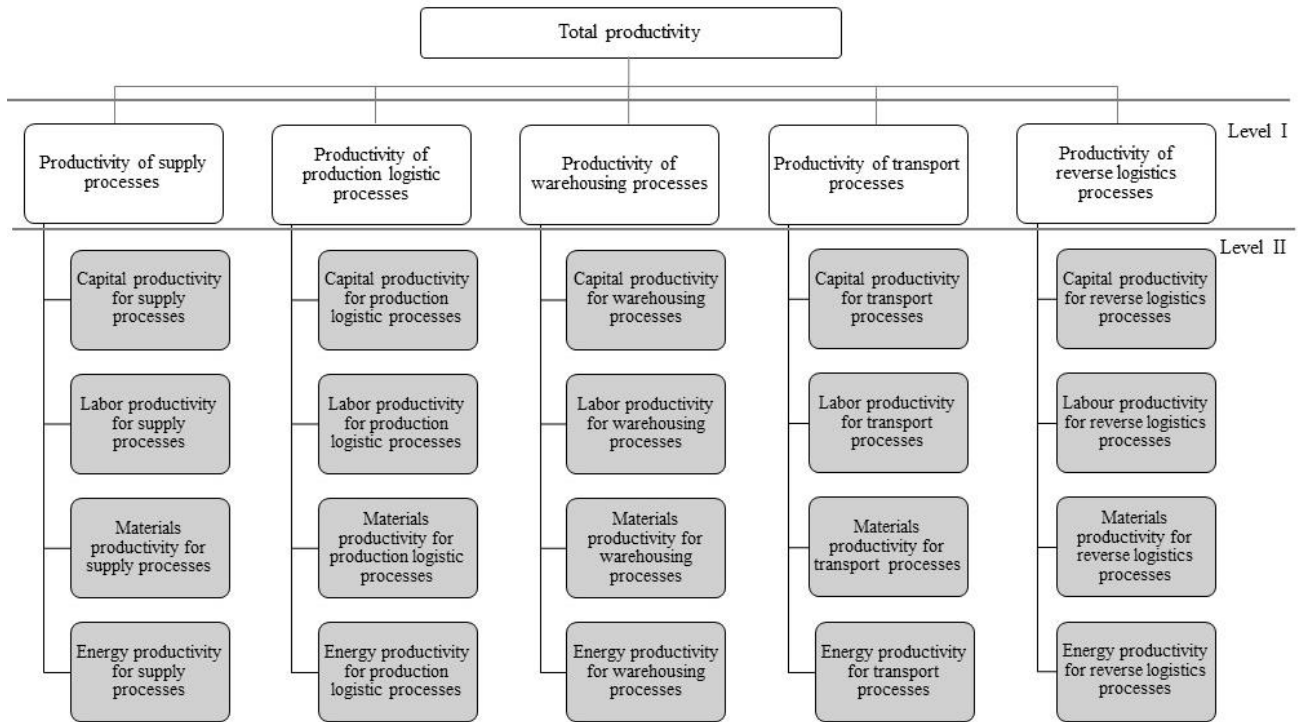 Total productivity
Level I
Productivity of supply
processes
Productivity of
production logistic
processes
Productivity of
warehousing processes
Productivity of transport
processes
Productivity of
reverse logistics
processes
Level II
Capital productivity
for supply
processes
Capital productivity
for production
logistic processes
Capital productivity
for warehousing
processes
Capital productivity
for transport
processes
Capital productivity
for reverse logistics
processes
Labor productivity
for supply
processes
Labor productivity
for production
logistic processes
Labor productivity
for warehousing
processes
Labor productivity
for transport
processes
Labour productivity
for reverse logistics
processes
Materials
productivity for
supply processes
Materials
productivity for
production logistic
processes
Materials
productivity for
warehousing
processes
Materials
productivity for
transport processes
Materials
productivity for
reverse logistics
processes
Energy productivity
for supply
processes
Energy productivity
for production
logistic processes
Energy productivity
for warehousing
processes
Energy productivity
for transport
processes
Energy productivity
for reverse logistics
processes